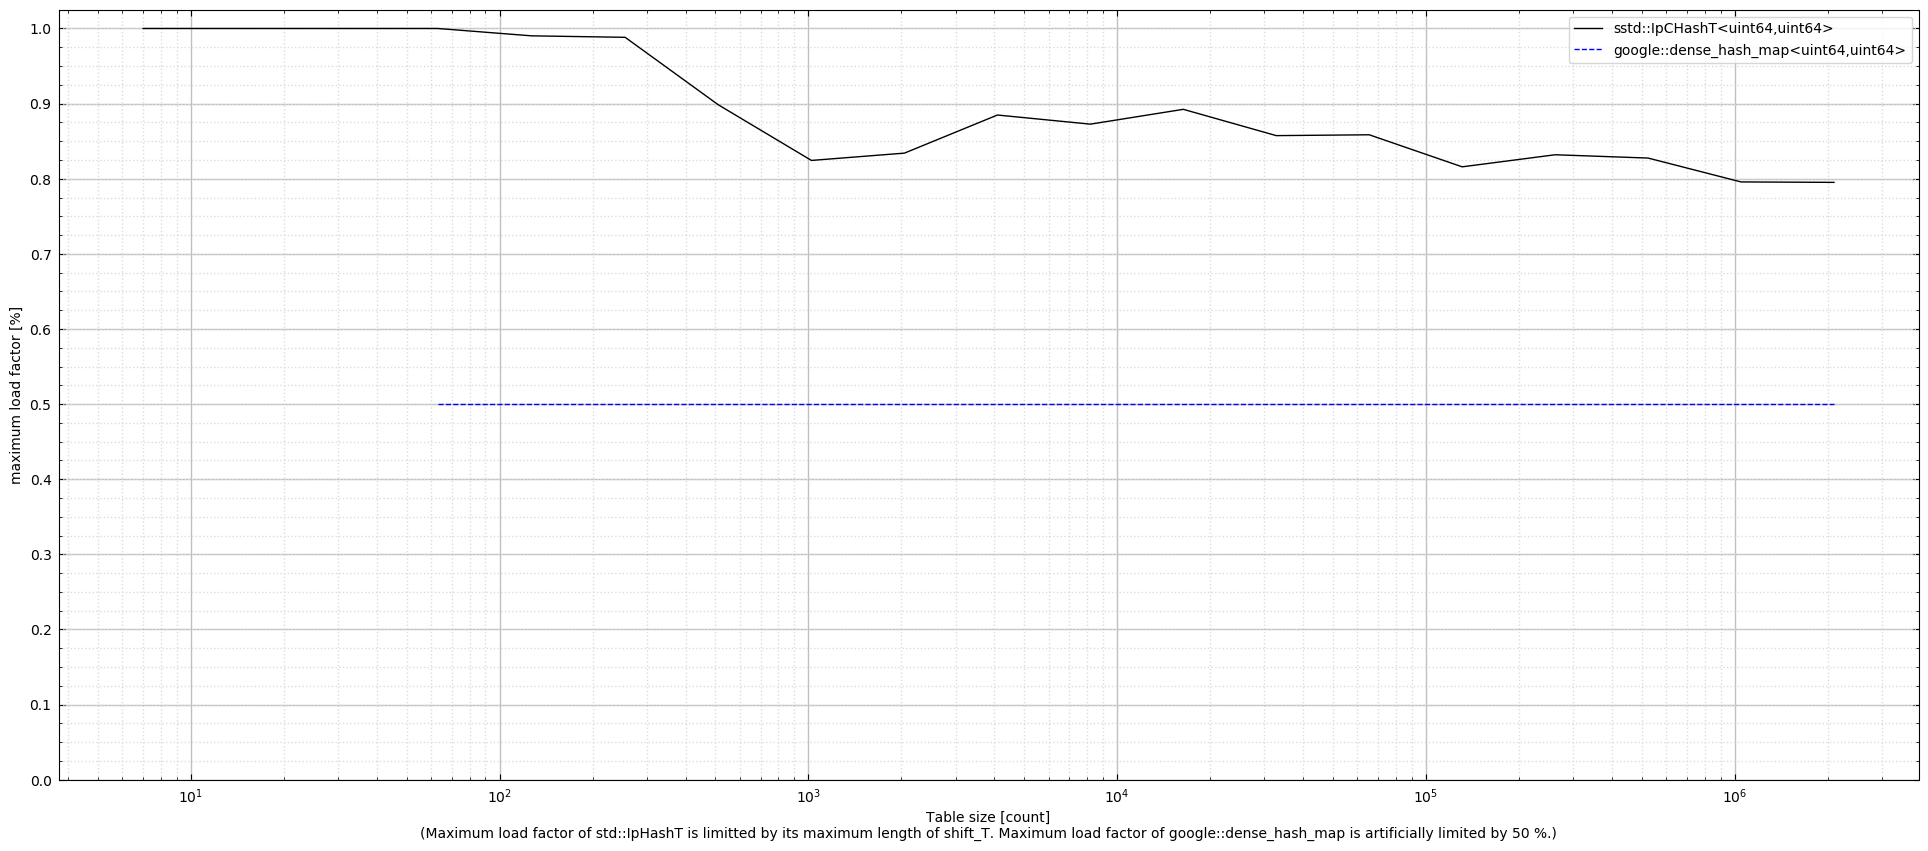 1.0
0.9
0.8
0.7
0.6
0.5
0.4
0.3
0.2
0.1
0.0
maximum load factor [%]
sstd::IpCHashT<uint64,uint64>
google::dense_hash_map<uint64,uint64>
10¹ 10² 10³ 10⁴ 10⁵ 10⁶
Table size [count]
(Maximum load factor of std::IpHashT is limitted by its maximum length of shift_T. Maximum load factor of google::dense_hash_map is artificially limited by 50 %.)